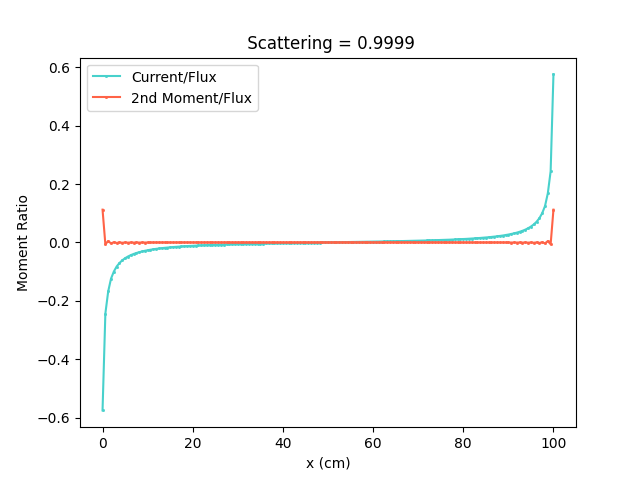 Scattering = 0.9999
Current/Flux
2nd Moment/Flux
0.6
0.4
0.2
0.0
−0.2
−0.4
−0.6
Moment Ratio
0 20 40 60 80 100
x (cm)